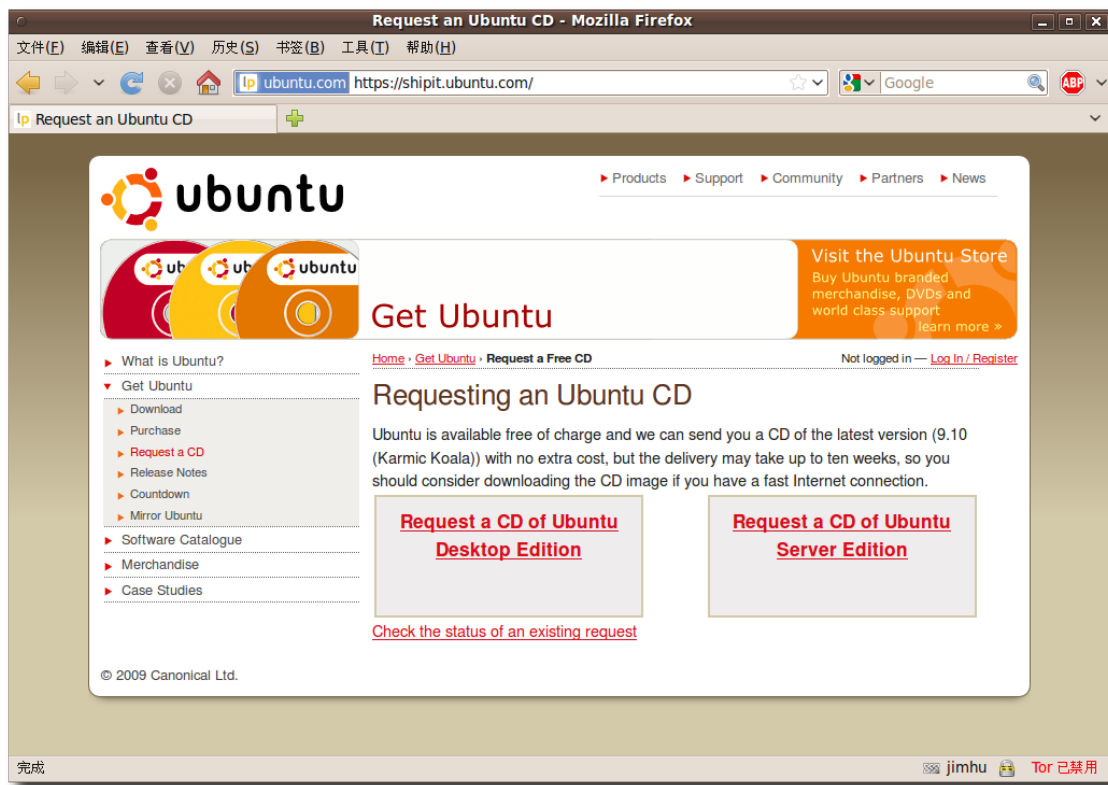 Request an Ubuntu CD - Mozilla Firefox
文件(F) 编辑(E) 查看(V) 历史(S) 书签(B) 工具(T) 帮助(H)
lp ubuntu.com https://shipit.ubuntu.com/ Google ABP
lp Request an Ubuntu CD
ubuntu
Products Support Community Partners News
ub ub ubuntu
Get Ubuntu
Visit the Ubuntu Store
Buy Ubuntu branded
merchandise, DVDs and
world class support
learn more »
What is Ubuntu?
Get Ubuntu
Download
Purchase
Request a CD
Release Notes
Countdown
Mirror Ubuntu
Software Catalogue
Merchandise
Case Studies
Home › Get Ubuntu › Request a Free CD
Not logged in — Log In / Register
Requesting an Ubuntu CD
Ubuntu is available free of charge and we can send you a CD of the latest version (9.10
(Karmic Koala)) with no extra cost, but the delivery may take up to ten weeks, so you
should consider downloading the CD image if you have a fast Internet connection.
Request a CD of Ubuntu
Desktop Edition
Request a CD of Ubuntu
Server Edition
Check the status of an existing request
© 2009 Canonical Ltd.
完成
jimhu Tor 已禁用